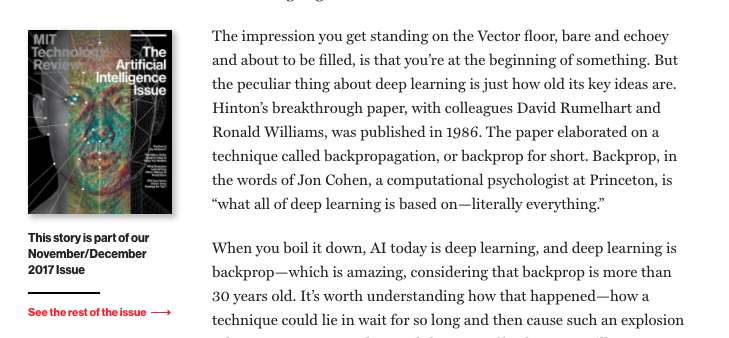 MIT
Technology
Review
The
Artificial
Intelligence
Issue
This story is part of our
November/December
2017 Issue
See the rest of the issue
The impression you get standing on the Vector floor, bare and echoey
and about to be filled, is that you’re at the beginning of something. But
the peculiar thing about deep learning is just how old its key ideas are.
Hinton’s breakthrough paper, with colleagues David Rumelhart and
Ronald Williams, was published in 1986. The paper elaborated on a
technique called backpropagation, or backprop for short. Backprop, in
the words of Jon Cohen, a computational psychologist at Princeton, is
“what all of deep learning is based on—literally everything.”
When you boil it down, AI today is deep learning, and deep learning is
backprop—which is amazing, considering that backprop is more than
30 years old. It’s worth understanding how that happened—how a
technique could lie in wait for so long and then cause such an explosion